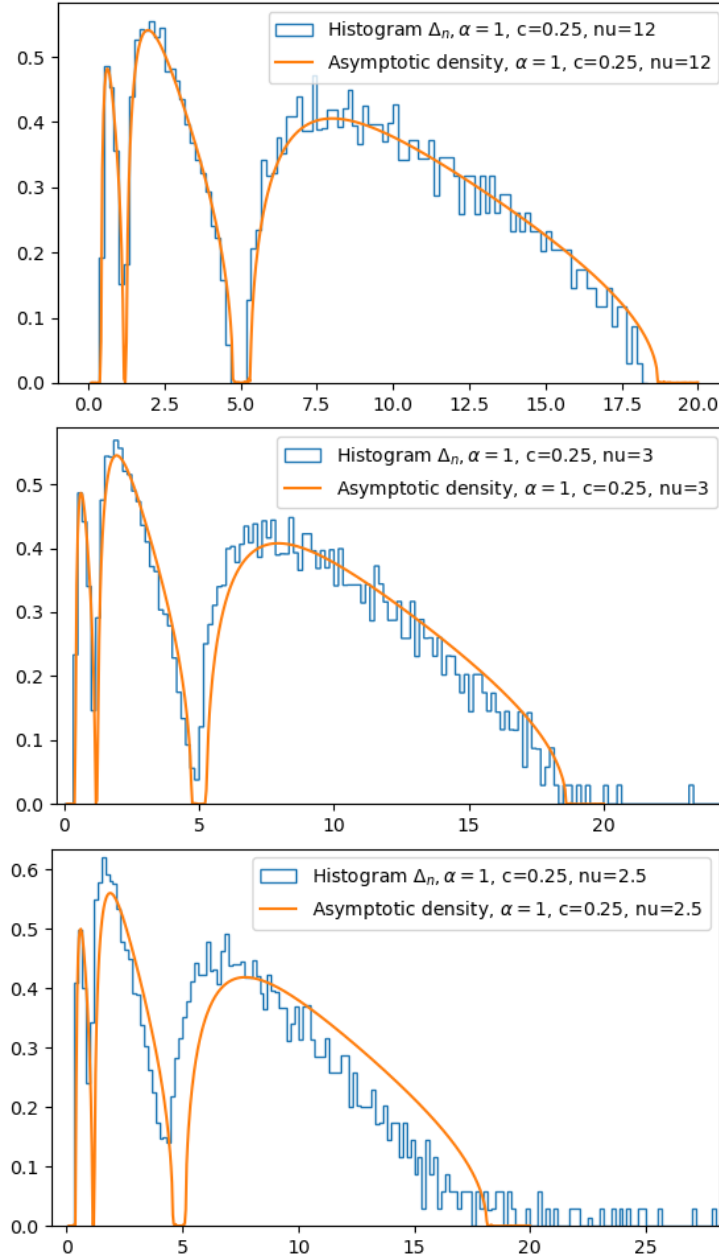 Histogram Δn, α = 1, c=0.25, nu=12
Asymptotic density, α = 1, c=0.25, nu=12
0.5
0.4
0.3
0.2
0.1
0.0
0.0 2.5 5.0 7.5 10.0 12.5 15.0 17.5 20.0
Histogram Δn, α = 1, c=0.25, nu=3
Asymptotic density, α = 1, c=0.25, nu=3
0.5
0.4
0.3
0.2
0.1
0.0
0 5 10 15 20
Histogram Δn, α = 1, c=0.25, nu=2.5
Asymptotic density, α = 1, c=0.25, nu=2.5
0.6
0.5
0.4
0.3
0.2
0.1
0.0
0 5 10 15 20 25